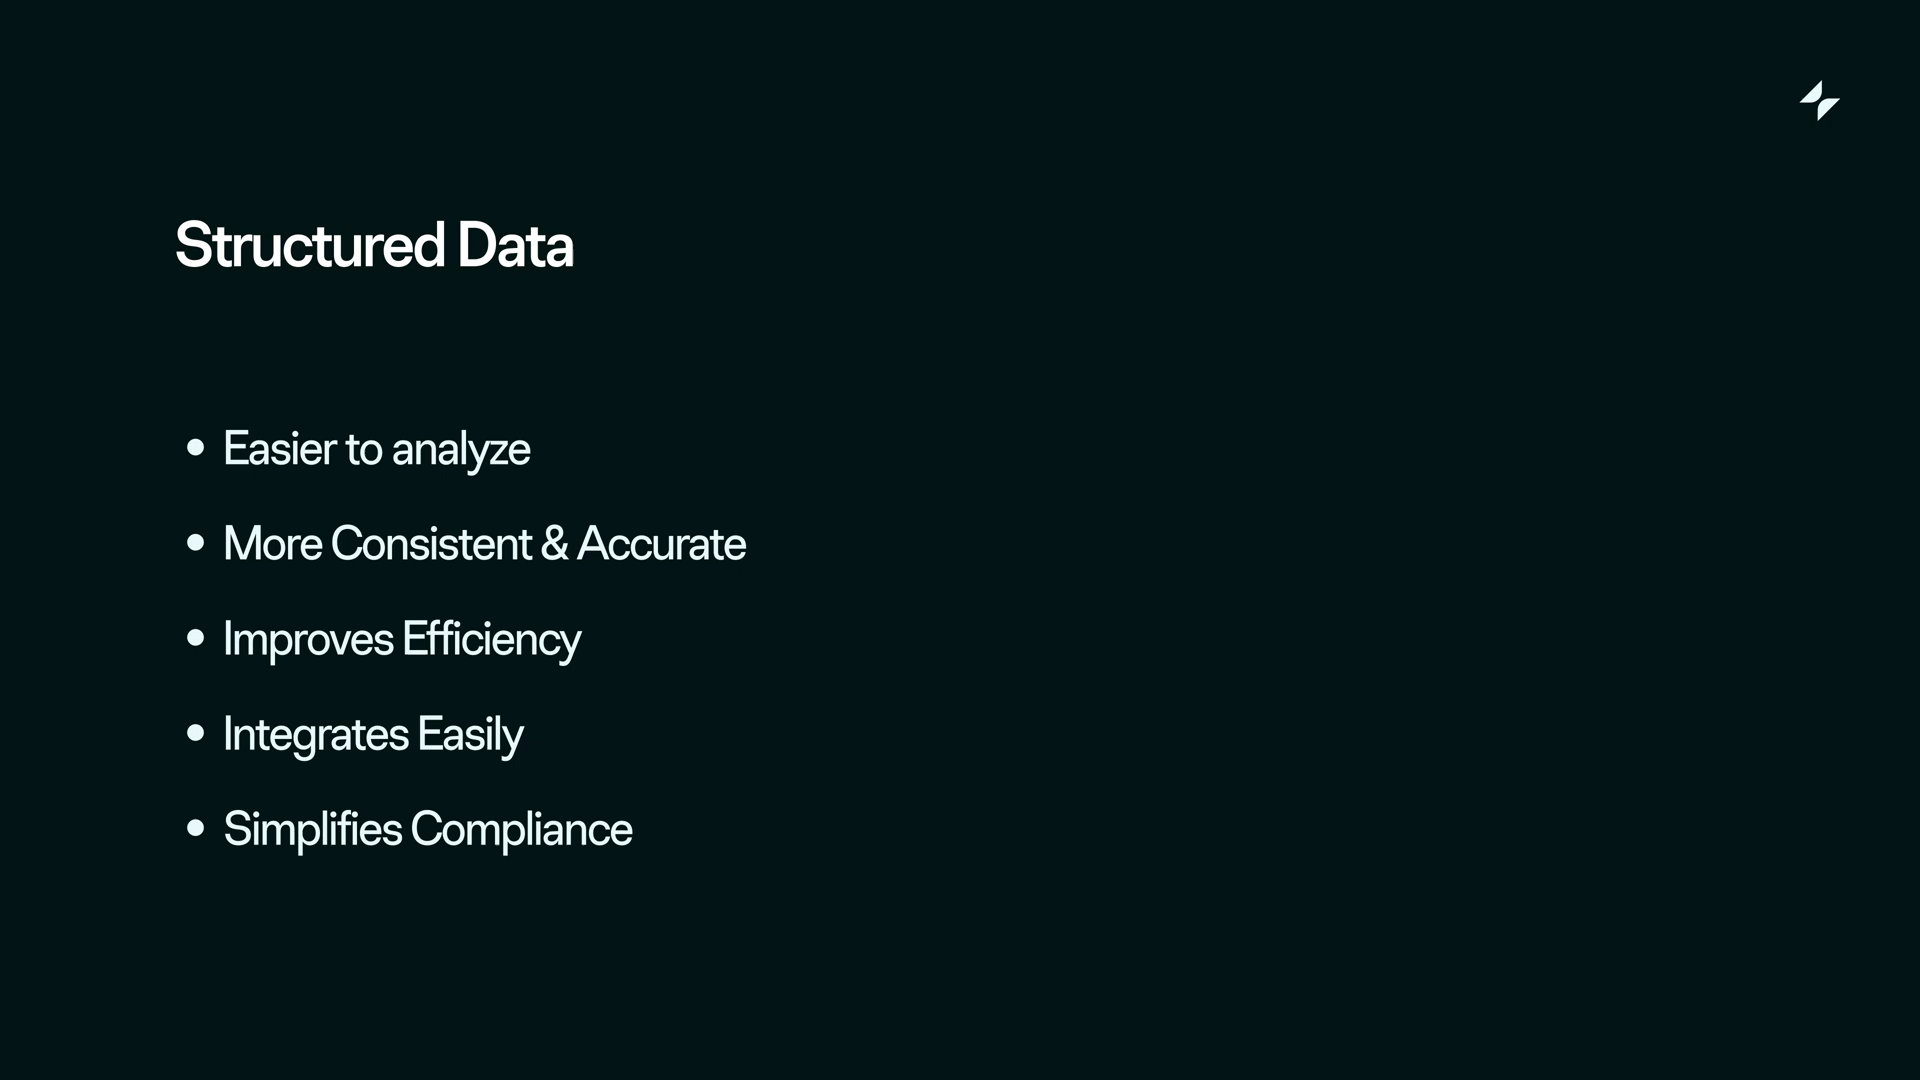 Structured Data
• Easier to analyze
• More Consistent & Accurate
• Improves Efficiency
• Integrates Easily
• Simplifies Compliance